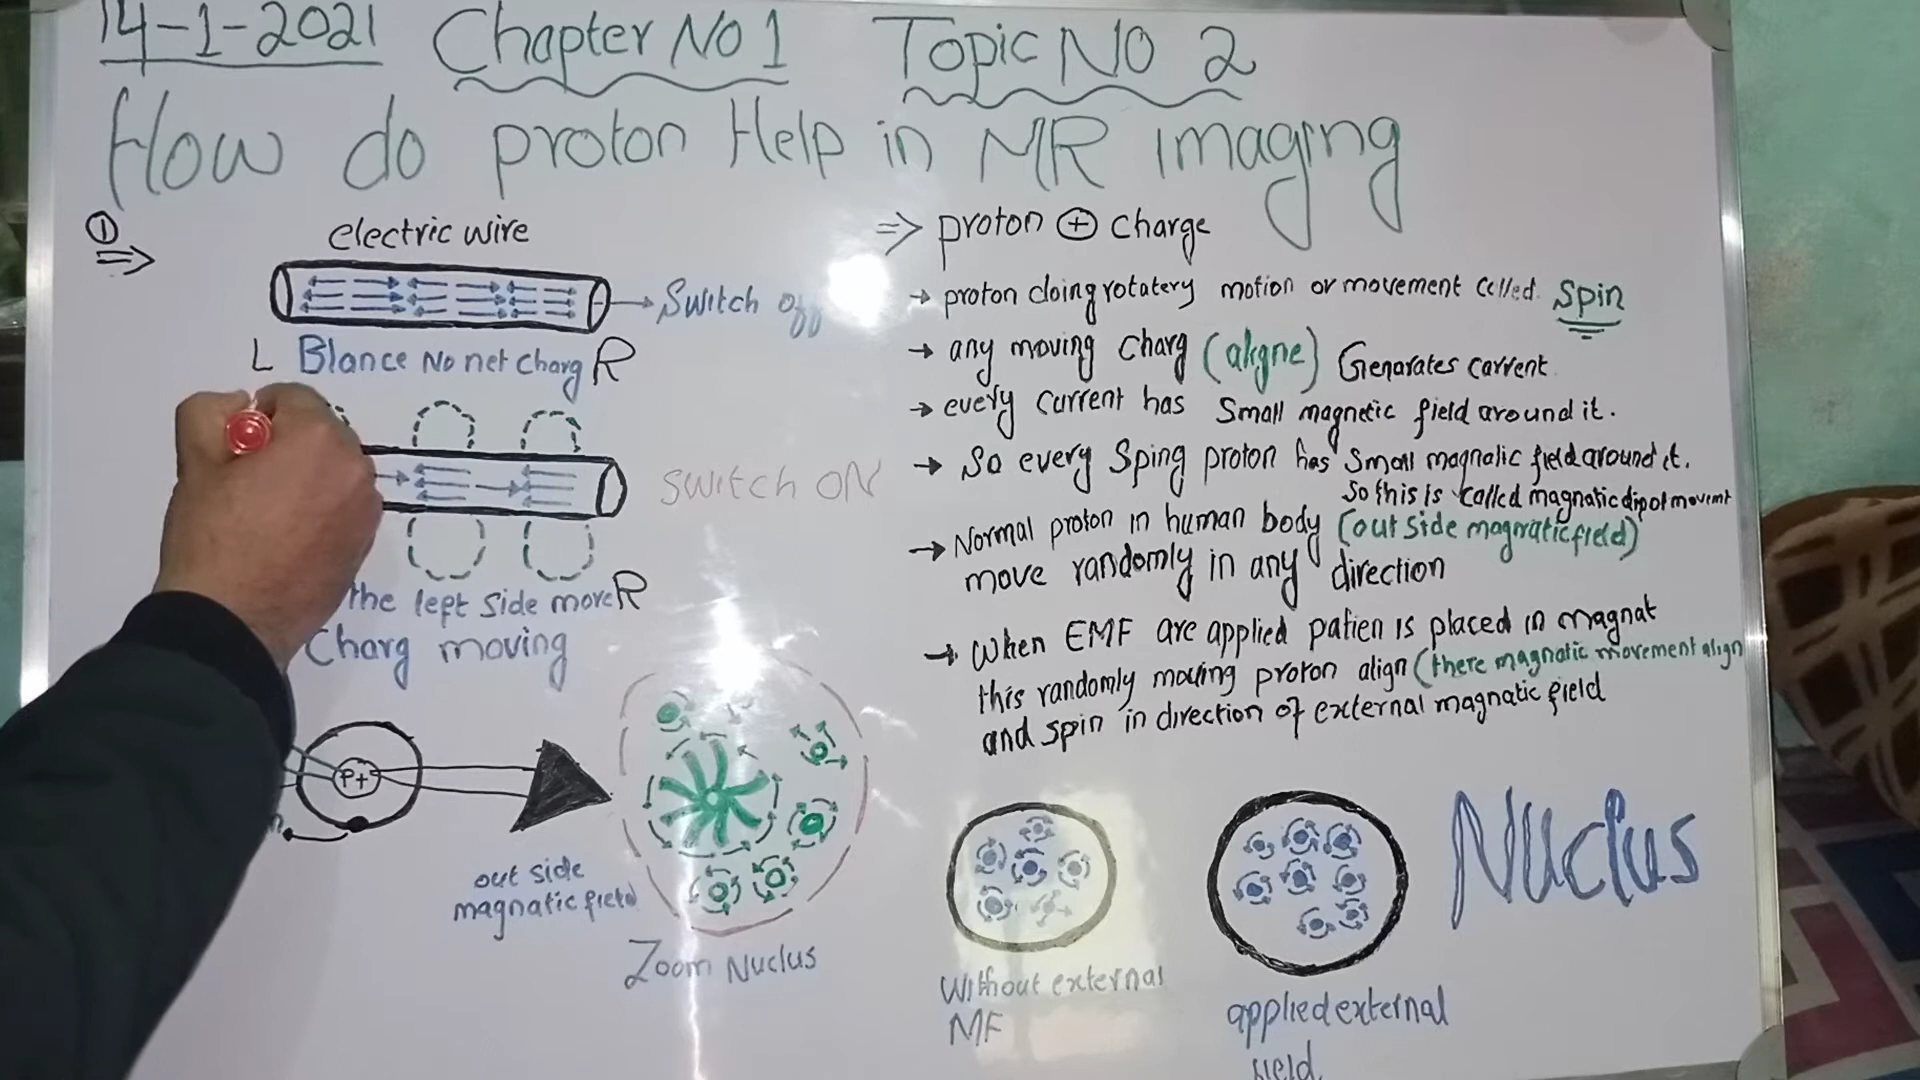 14-1-2021 Chapter No 1 Topic No 2
How do proton Help in MR imaging
①
electric wire
Switch off
L Blance No net Charg R
Switch ON
the left side move R
Charg moving
P+
out side
magnatic field
Zoom Nuclus
⇒ proton ⊕ charge
→ proton doing rotatery motion or movement called Spin
→ any moving Charg (aligne) Genarates current
→ every current has small magnetic field around it.
→ So every Sping proton has small magnatic field around it.
So this is called magnatic dipol movemt
→ Normal proton in human body (out side magnatic field)
move randomly in any direction
→ When EMF are applied patien is placed in magnat
this randomly moving proton align (there magnatic movement align
and spin in direction of external magnatic field
Without external
MF
applied external
field
Nuclus